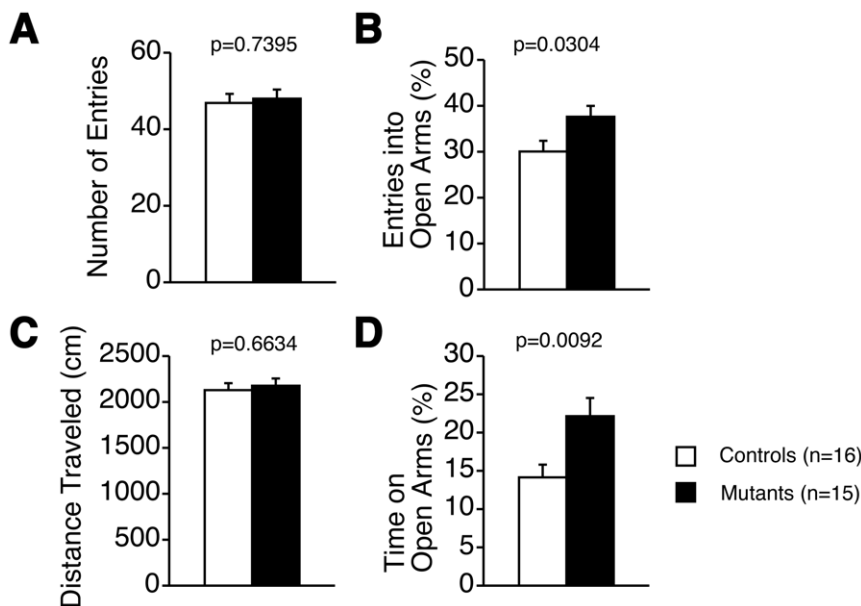 A
p=0.7395
Number of Entries
60
40
20
0
B
p=0.0304
Entries into
Open Arms (%)
50
40
30
20
10
0
C
p=0.6634
Distance Traveled (cm)
2500
2000
1500
1000
500
0
D
p=0.0092
Time on
Open Arms (%)
30
25
20
15
10
5
0
Controls (n=16)
Mutants (n=15)